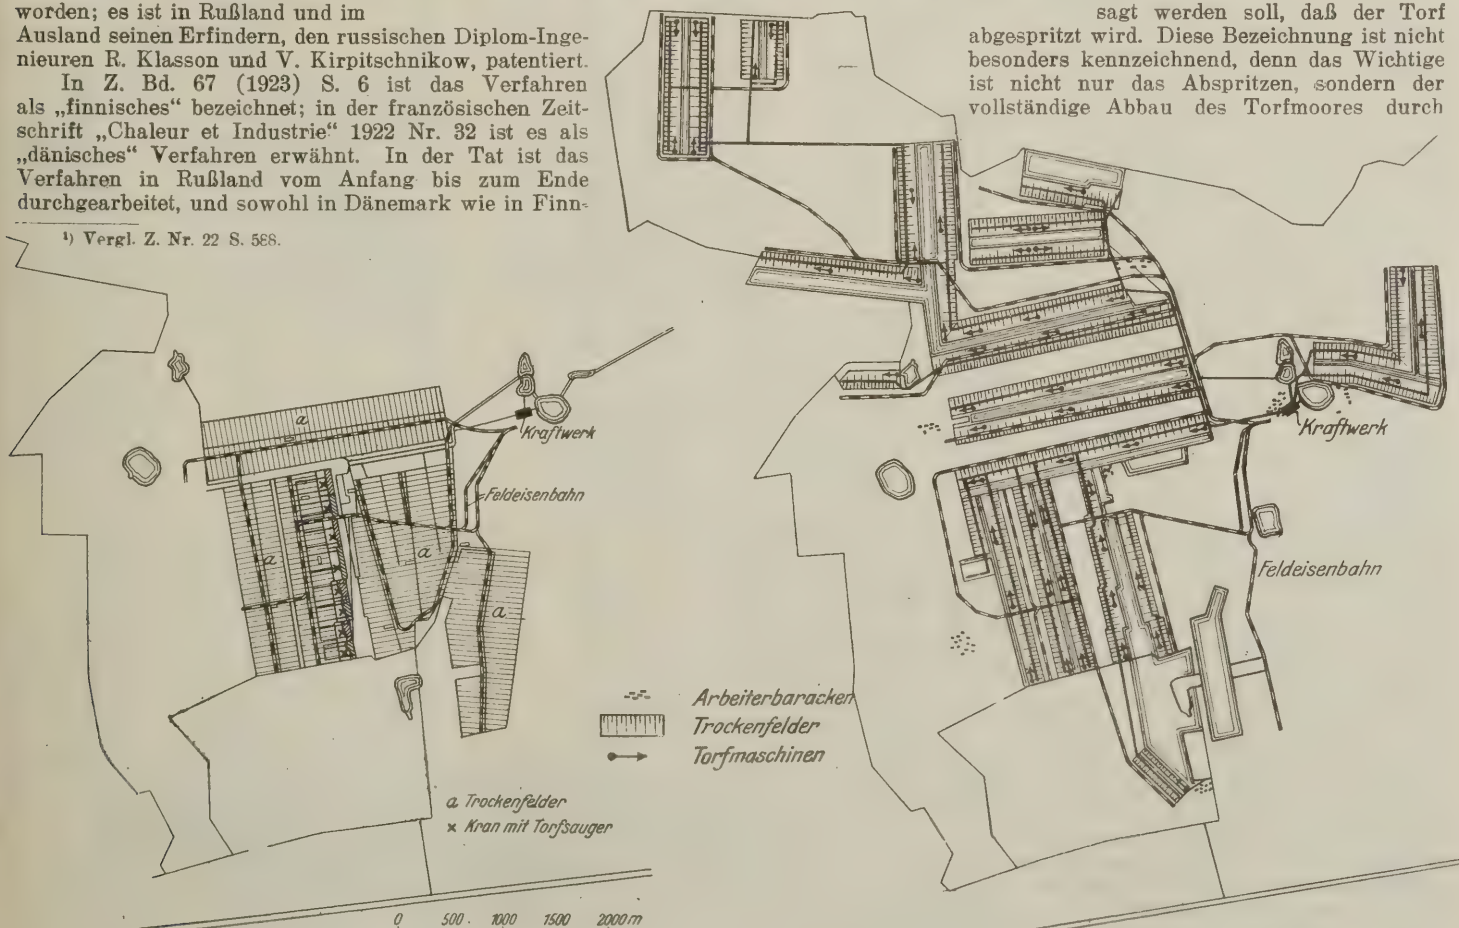 worden; es ist in Rußland und im
Ausland seinen Erfindern, den russischen Diplom-Inge-
nieuren R. Klasson und V. Kirpitschnikow, patentiert.
In Z. Bd. 67 (1923) S. 6 ist das Verfahren
als „finnisches“ bezeichnet; in der französischen Zeit-
schrift „Chaleur et Industrie“ 1922 Nr. 32 ist es als
„dänisches“ Verfahren erwähnt. In der Tat ist das
Verfahren in Rußland vom Anfang bis zum Ende
durchgearbeitet, und sowohl in Dänemark wie in Finn-
¹) Vergl. Z. Nr. 22 S. 588.
sagt werden soll, daß der Torf
abgespritzt wird. Diese Bezeichnung ist nicht
besonders kennzeichnend, denn das Wichtige
ist nicht nur das Abspritzen, sondern der
vollständige Abbau des Torfmoores durch
a
Kraftwerk
Feldeisenbahn
a
a
a
Kraftwerk
Feldeisenbahn
Arbeiterbaracken
Trockenfelder
Torfmaschinen
a Trockenfelder
× Kran mit Torfsauger
0 500 1000 1500 2000 m